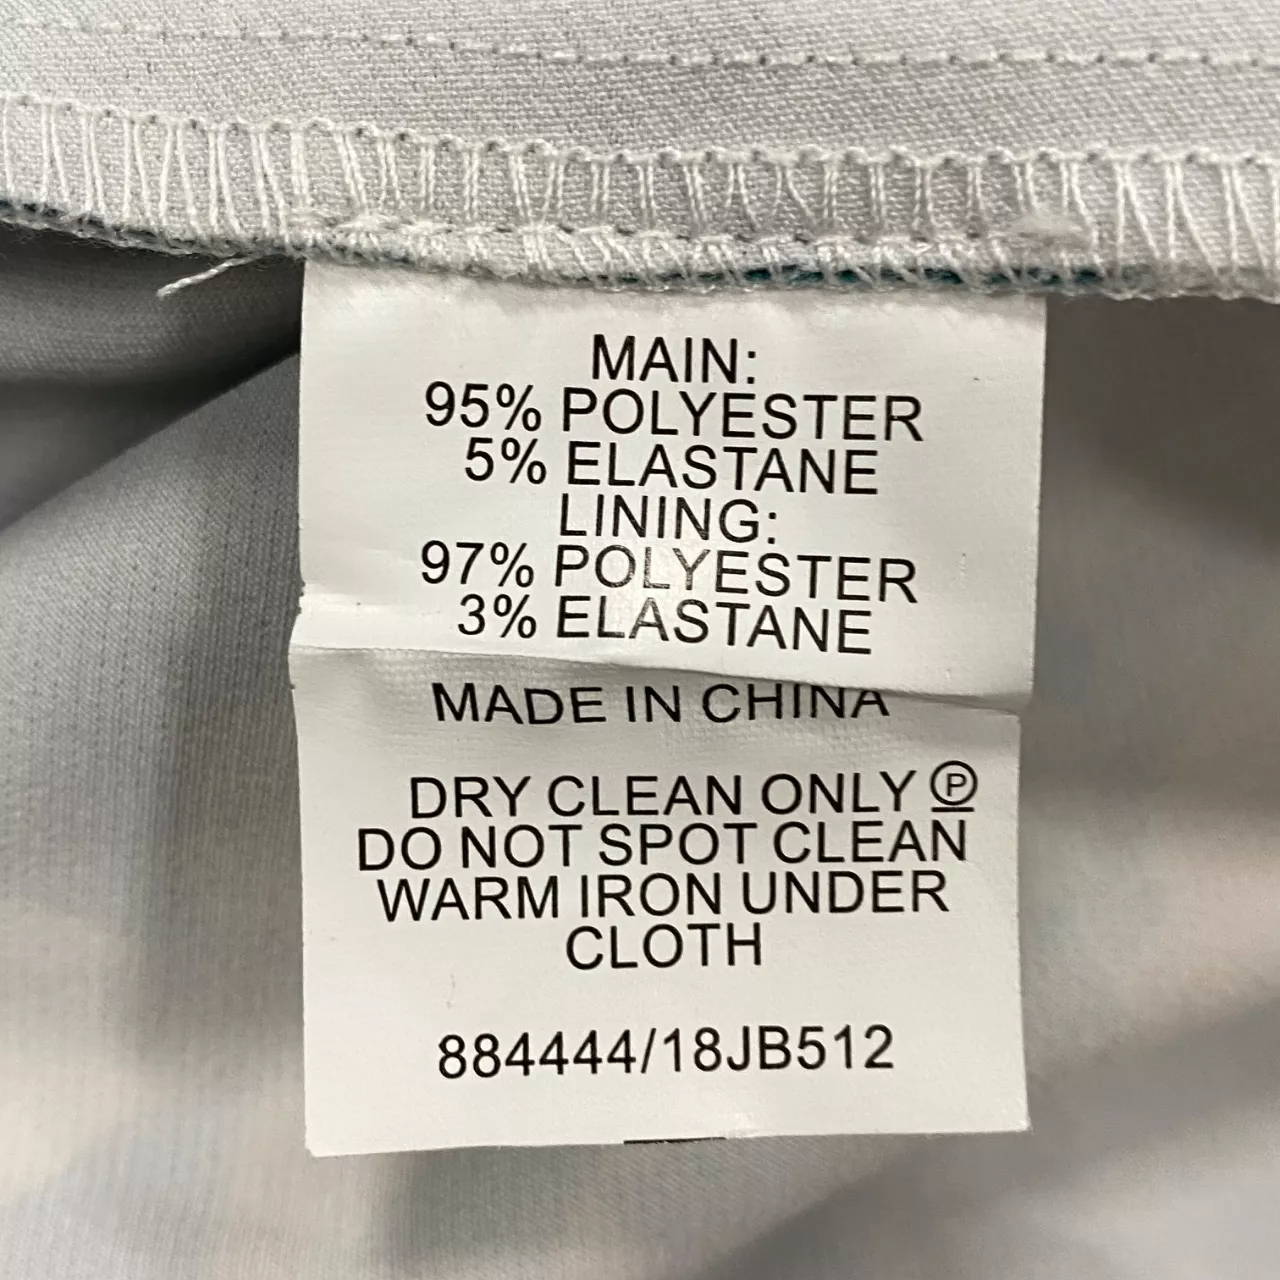 MAIN:
95% POLYESTER
5% ELASTANE
LINING:
97% POLYESTER
3% ELASTANE
MADE IN CHINA
DRY CLEAN ONLY Ⓟ
DO NOT SPOT CLEAN
WARM IRON UNDER
CLOTH
884444/18JB512